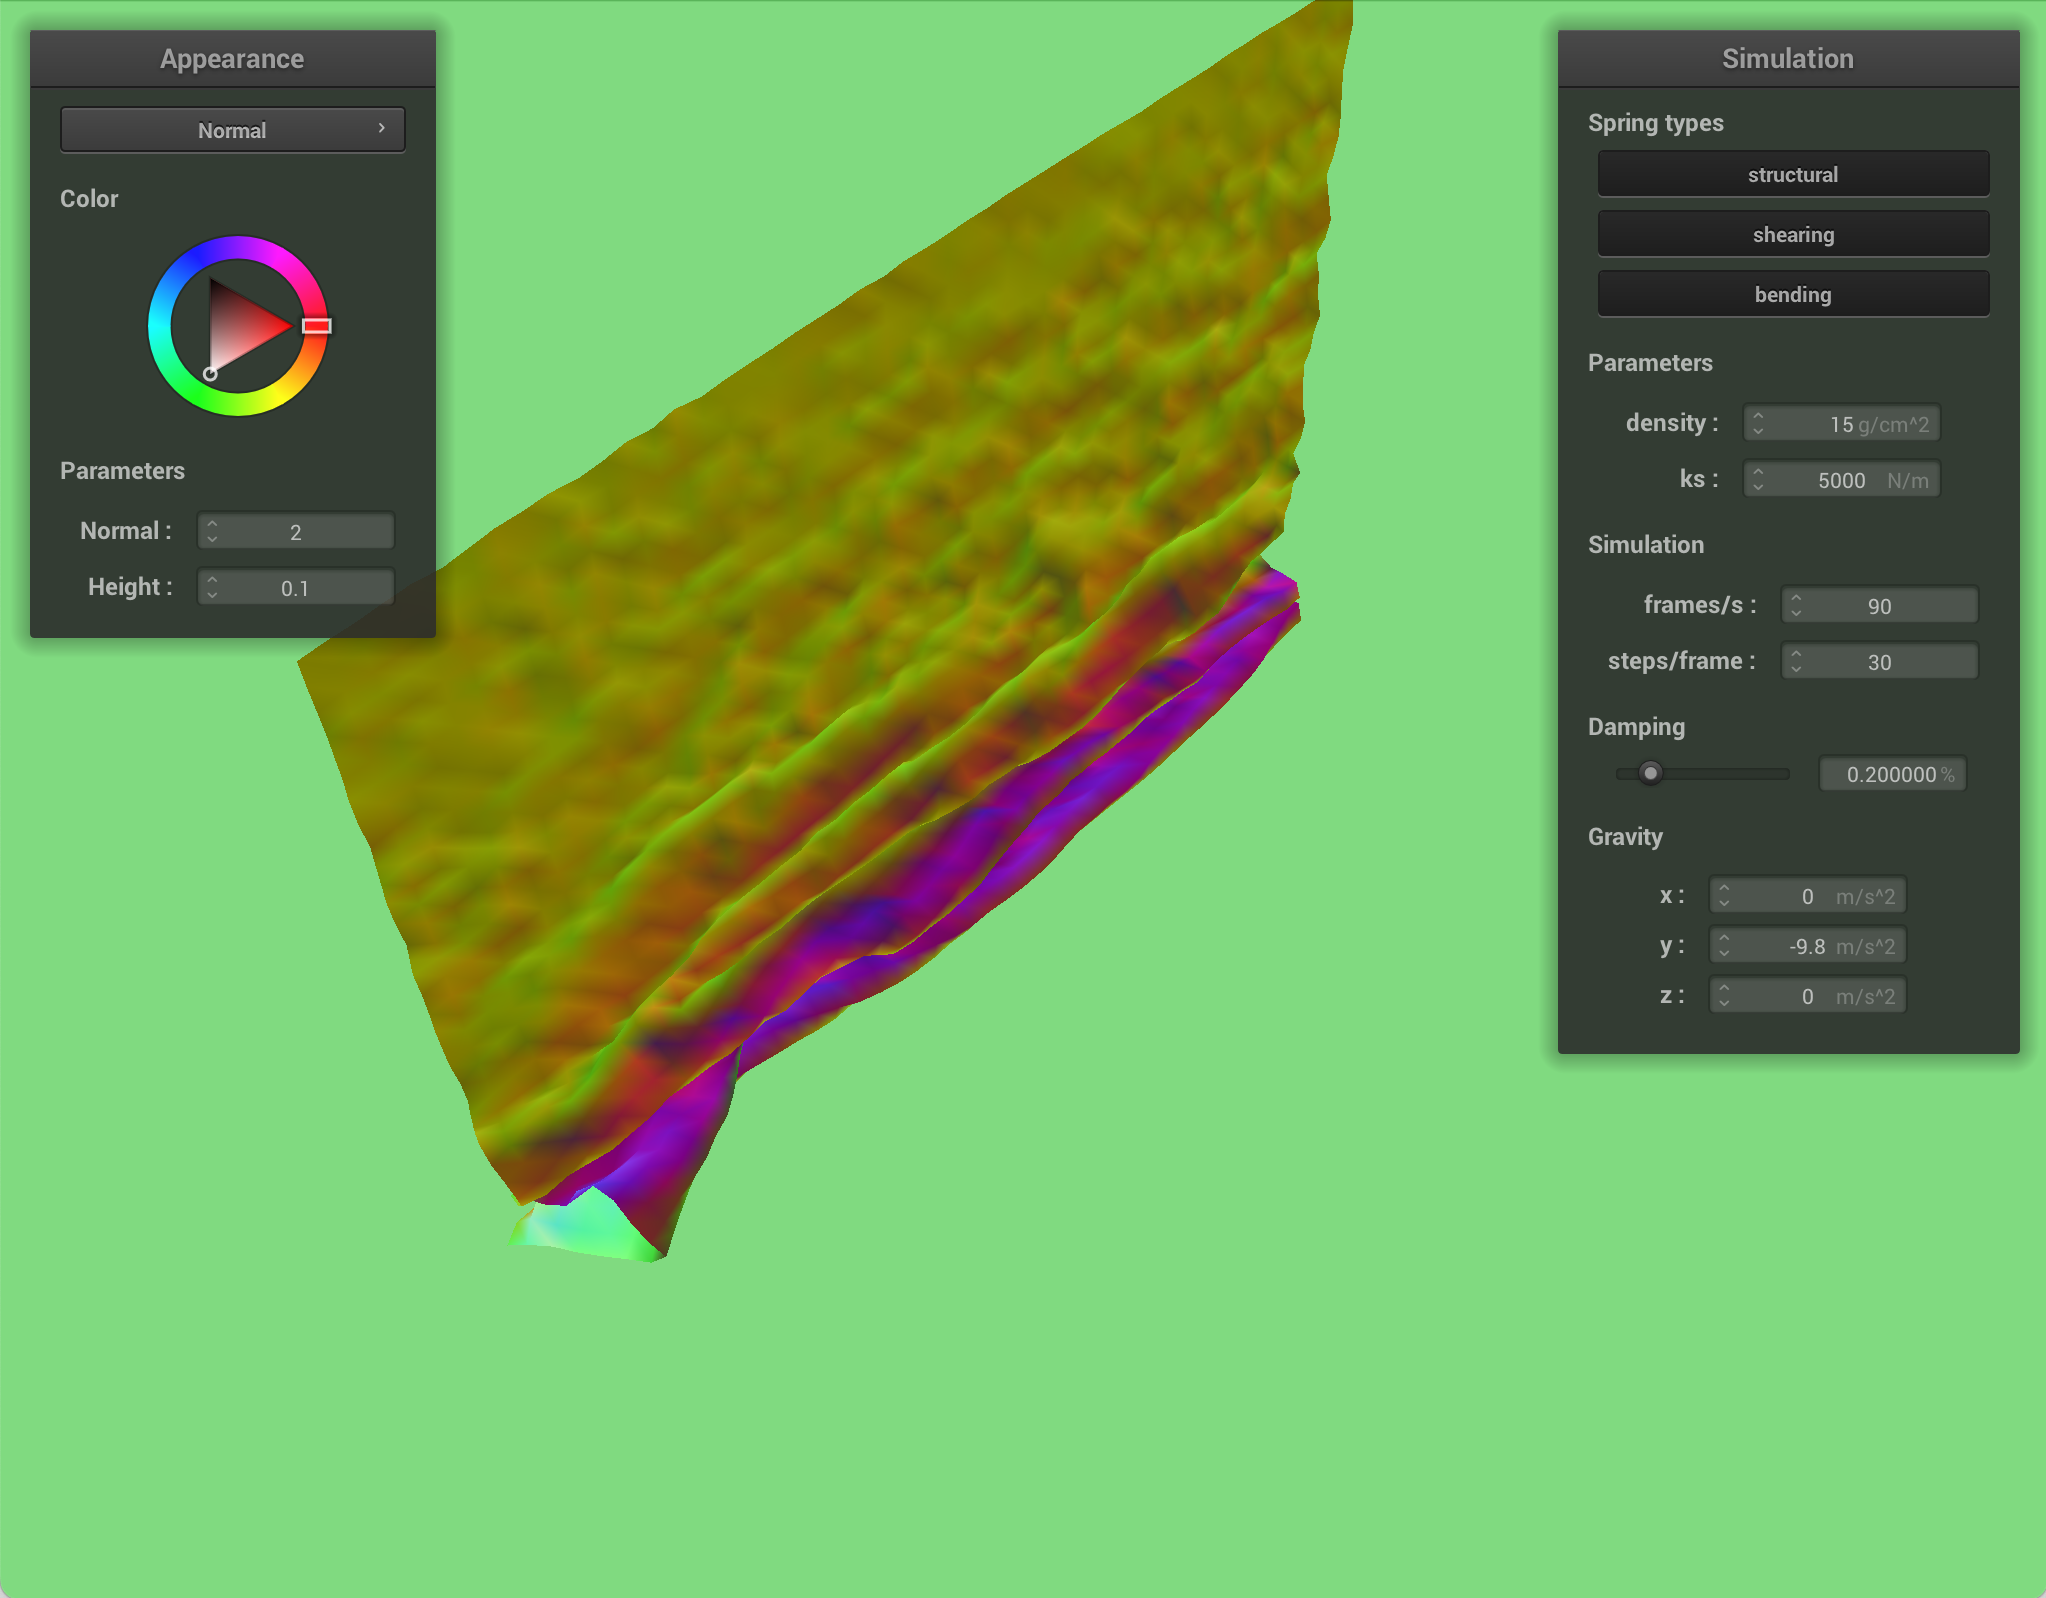 Appearance
Normal
Color
Parameters
Normal : 2
Height : 0.1
Simulation
Spring types
structural
shearing
bending
Parameters
density : 15 g/cm^2
ks : 5000 N/m
Simulation
frames/s : 90
steps/frame : 30
Damping
0.200000 %
Gravity
x : 0 m/s^2
y : -9.8 m/s^2
z : 0 m/s^2